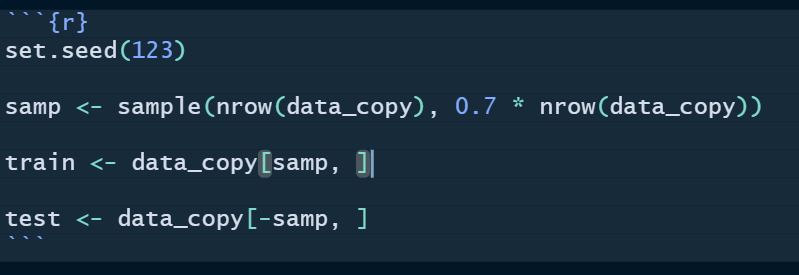 ```{r}
set.seed(123)
samp <- sample(nrow(data_copy), 0.7 * nrow(data_copy))
train <- data_copy[samp, ]
test <- data_copy[-samp, ]
```